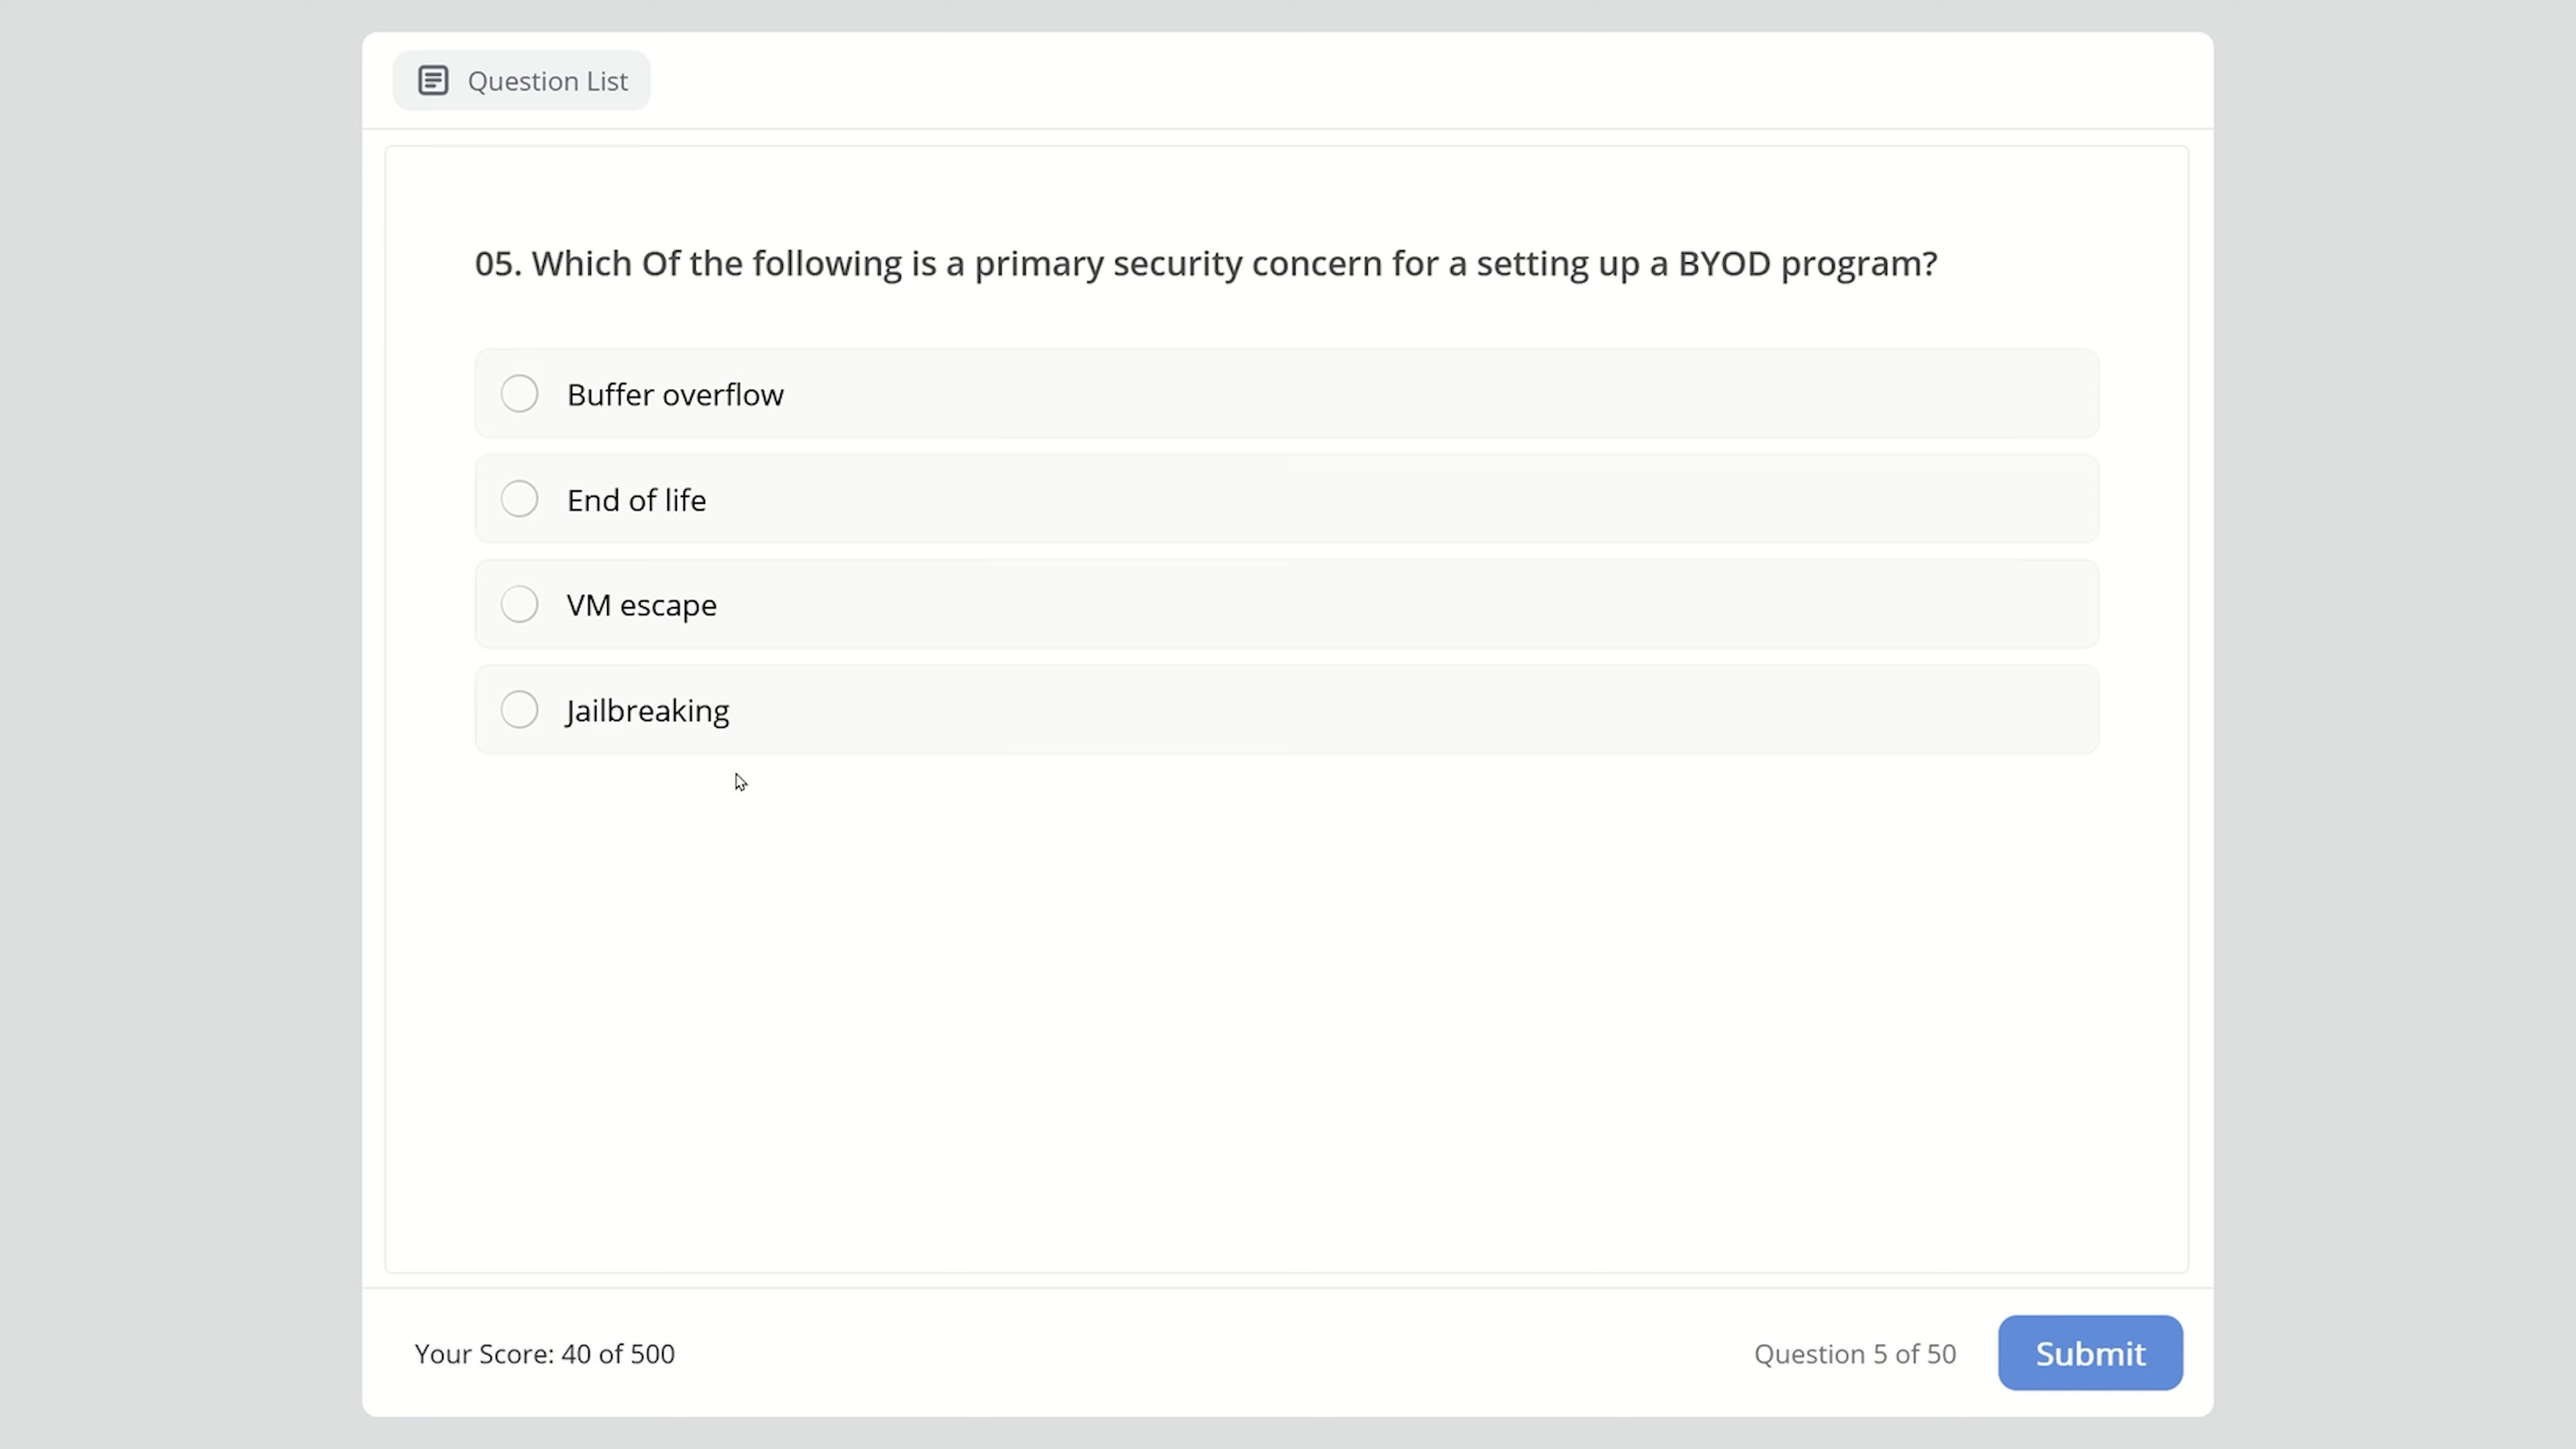 Question List
05. Which Of the following is a primary security concern for a setting up a BYOD program?
Buffer overflow
End of life
VM escape
Jailbreaking
Your Score: 40 of 500
Question 5 of 50
Submit